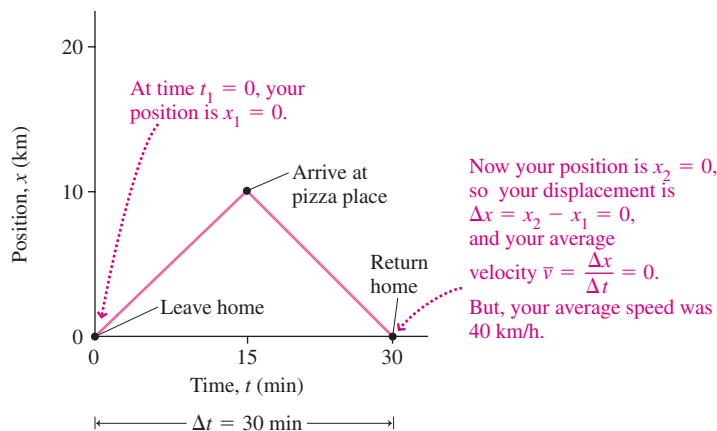 20
At time t₁ = 0, your
position is x₁ = 0.
Position, x (km)
Arrive at
pizza place
10
Now your position is x₂ = 0,
so your displacement is
Δx = x₂ − x₁ = 0,
and your average
velocity v̄ = Δx/Δt = 0.
But, your average speed was
40 km/h.
Return
home
Leave home
0
0
15
30
Time, t (min)
Δt = 30 min